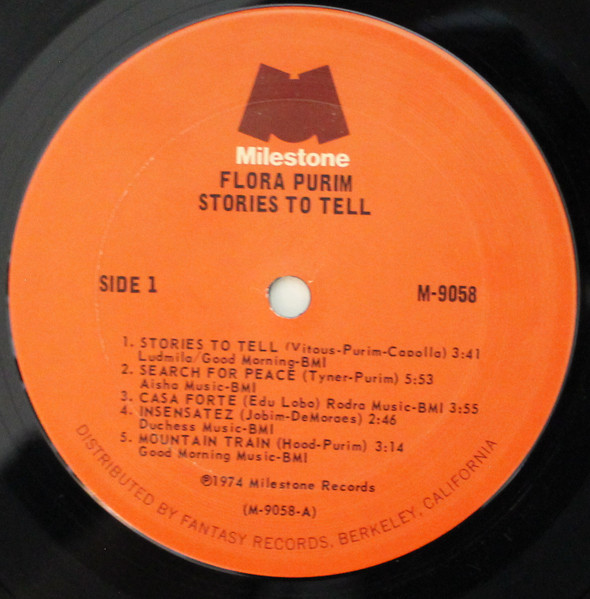 Milestone
FLORA PURIM
STORIES TO TELL
SIDE 1
M-9058
1. STORIES TO TELL (Vitous-Purim-Capolla) 3:41
Ludmila/Good Morning-BMI
2. SEARCH FOR PEACE (Tyner-Purim) 5:53
Aisha Music-BMI
3. CASA FORTE (Edu Lobo) Rodra Music-BMI 3:55
4. INSENSATEZ (Jobim-DeMoraes) 2:46
Duchess Music-BMI
5. MOUNTAIN TRAIN (Hood-Purim) 3:14
Good Morning Music-BMI
℗1974 Milestone Records
(M-9058-A)
DISTRIBUTED BY FANTASY RECORDS, BERKELEY, CALIFORNIA